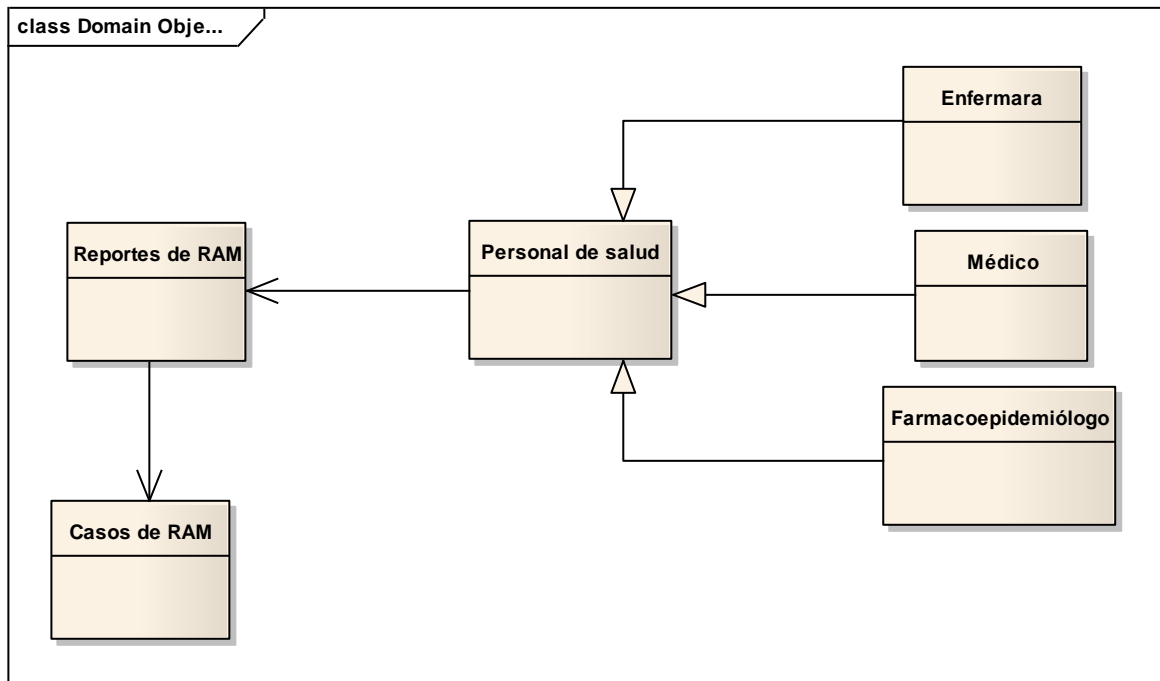 class Domain Obje...
Enfermara
Reportes de RAM
Personal de salud
Médico
Farmacoepidemiólogo
Casos de RAM